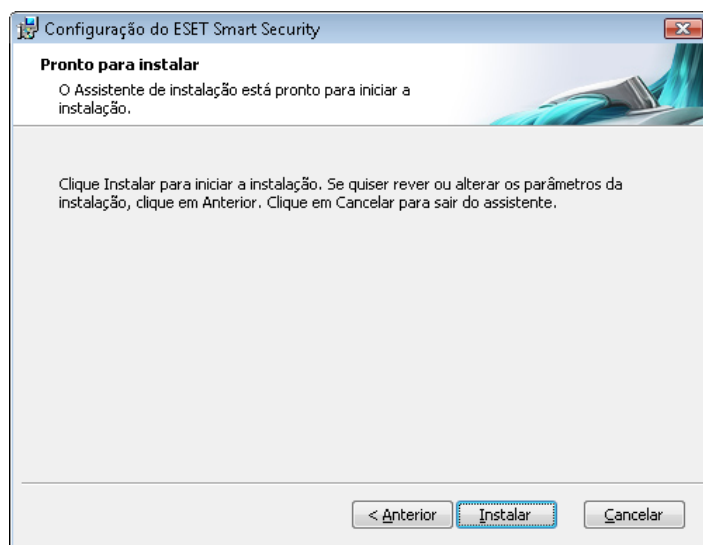 Configuração do ESET Smart Security
Pronto para instalar
O Assistente de instalação está pronto para iniciar a
instalação.
Clique Instalar para iniciar a instalação. Se quiser rever ou alterar os parâmetros da
instalação, clique em Anterior. Clique em Cancelar para sair do assistente.
< Anterior
Instalar
Cancelar